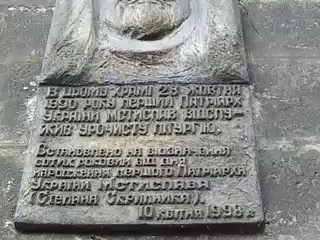 В цьому храмі 28 жовтня
1990 року перший Патріарх
України Мстислав відслу-
жив урочисту літургію.
Встановлено на відзначення
сотих роковин від дня
народження першого Патріарха
України Мстислава
(Степана Скрипника).
10 квітня 1998 р.